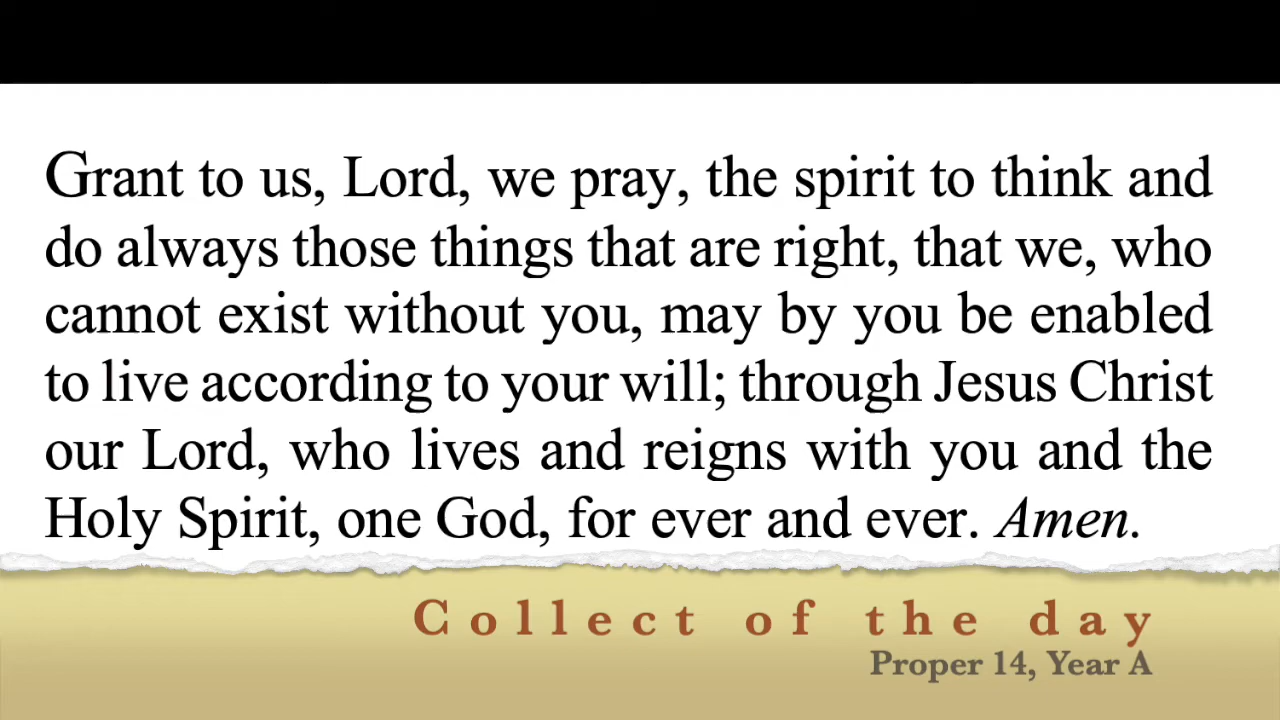 Grant to us, Lord, we pray, the spirit to think and
do always those things that are right, that we, who
cannot exist without you, may by you be enabled
to live according to your will; through Jesus Christ
our Lord, who lives and reigns with you and the
Holy Spirit, one God, for ever and ever. Amen.
Collect of the day
Proper 14, Year A